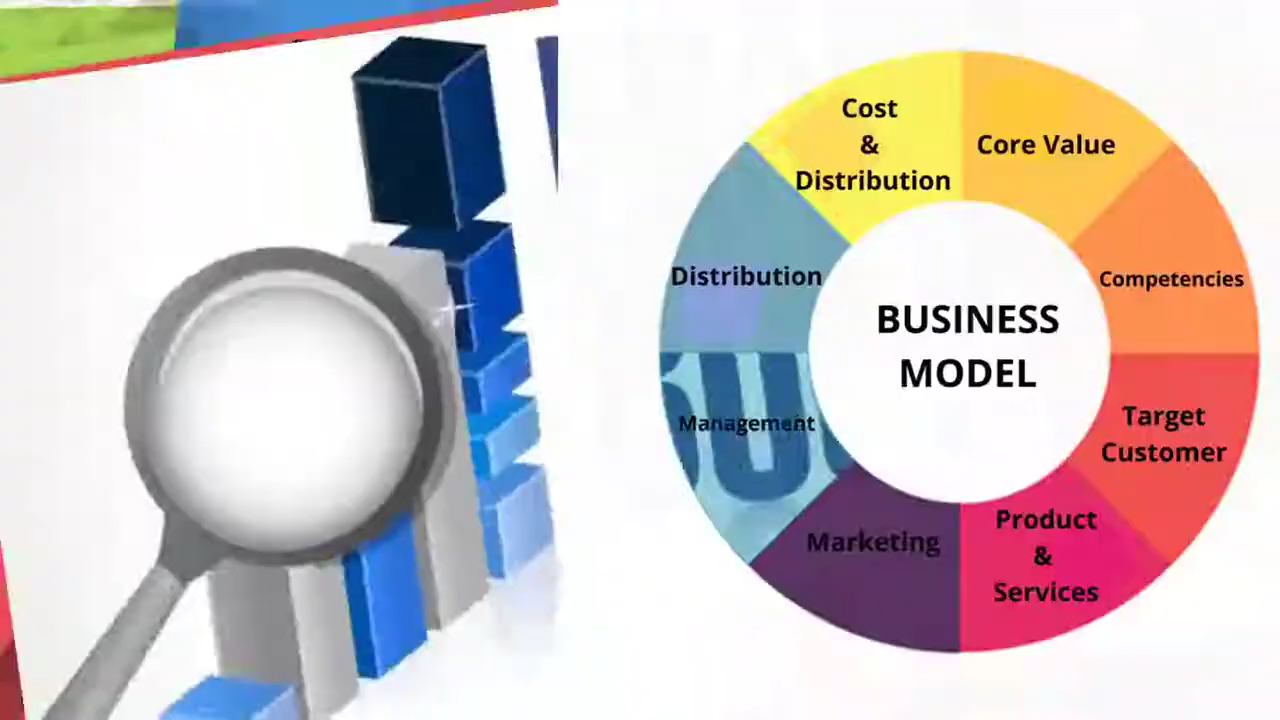 Cost
&
Distribution
Core Value
Distribution
Competencies
BUSINESS
MODEL
Management
Target
Customer
Marketing
Product
&
Services